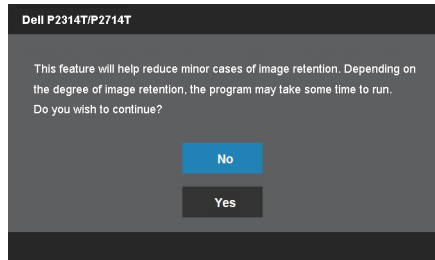 Dell P2314T/P2714T
This feature will help reduce minor cases of image retention. Depending on
the degree of image retention, the program may take some time to run.
Do you wish to continue?
No
Yes